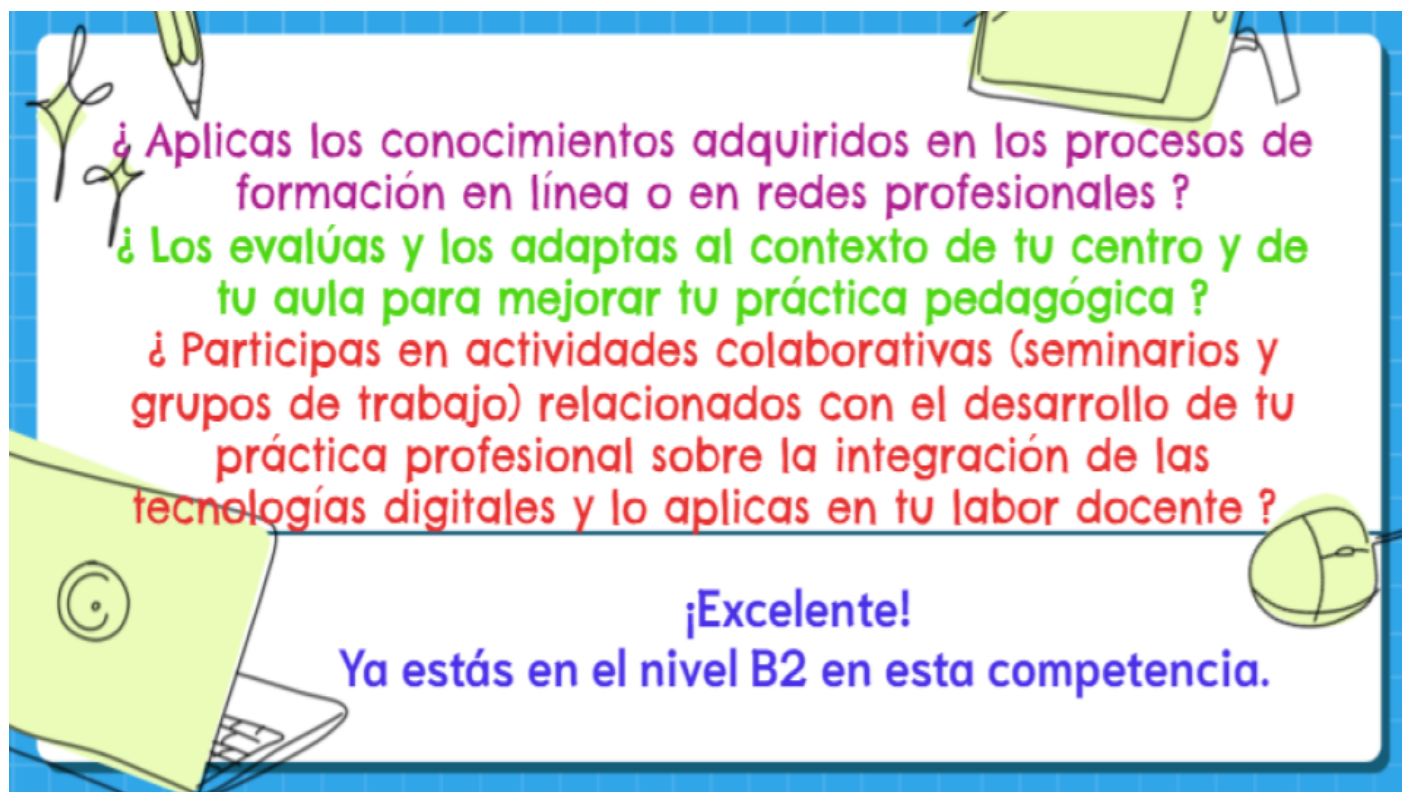 ¿ Aplicas los conocimientos adquiridos en los procesos de
formación en línea o en redes profesionales ?
¿ Los evalúas y los adaptas al contexto de tu centro y de
tu aula para mejorar tu práctica pedagógica ?
¿ Participas en actividades colaborativas (seminarios y
grupos de trabajo) relacionados con el desarrollo de tu
práctica profesional sobre la integración de las
tecnologías digitales y lo aplicas en tu labor docente ?
¡Excelente!
Ya estás en el nivel B2 en esta competencia.